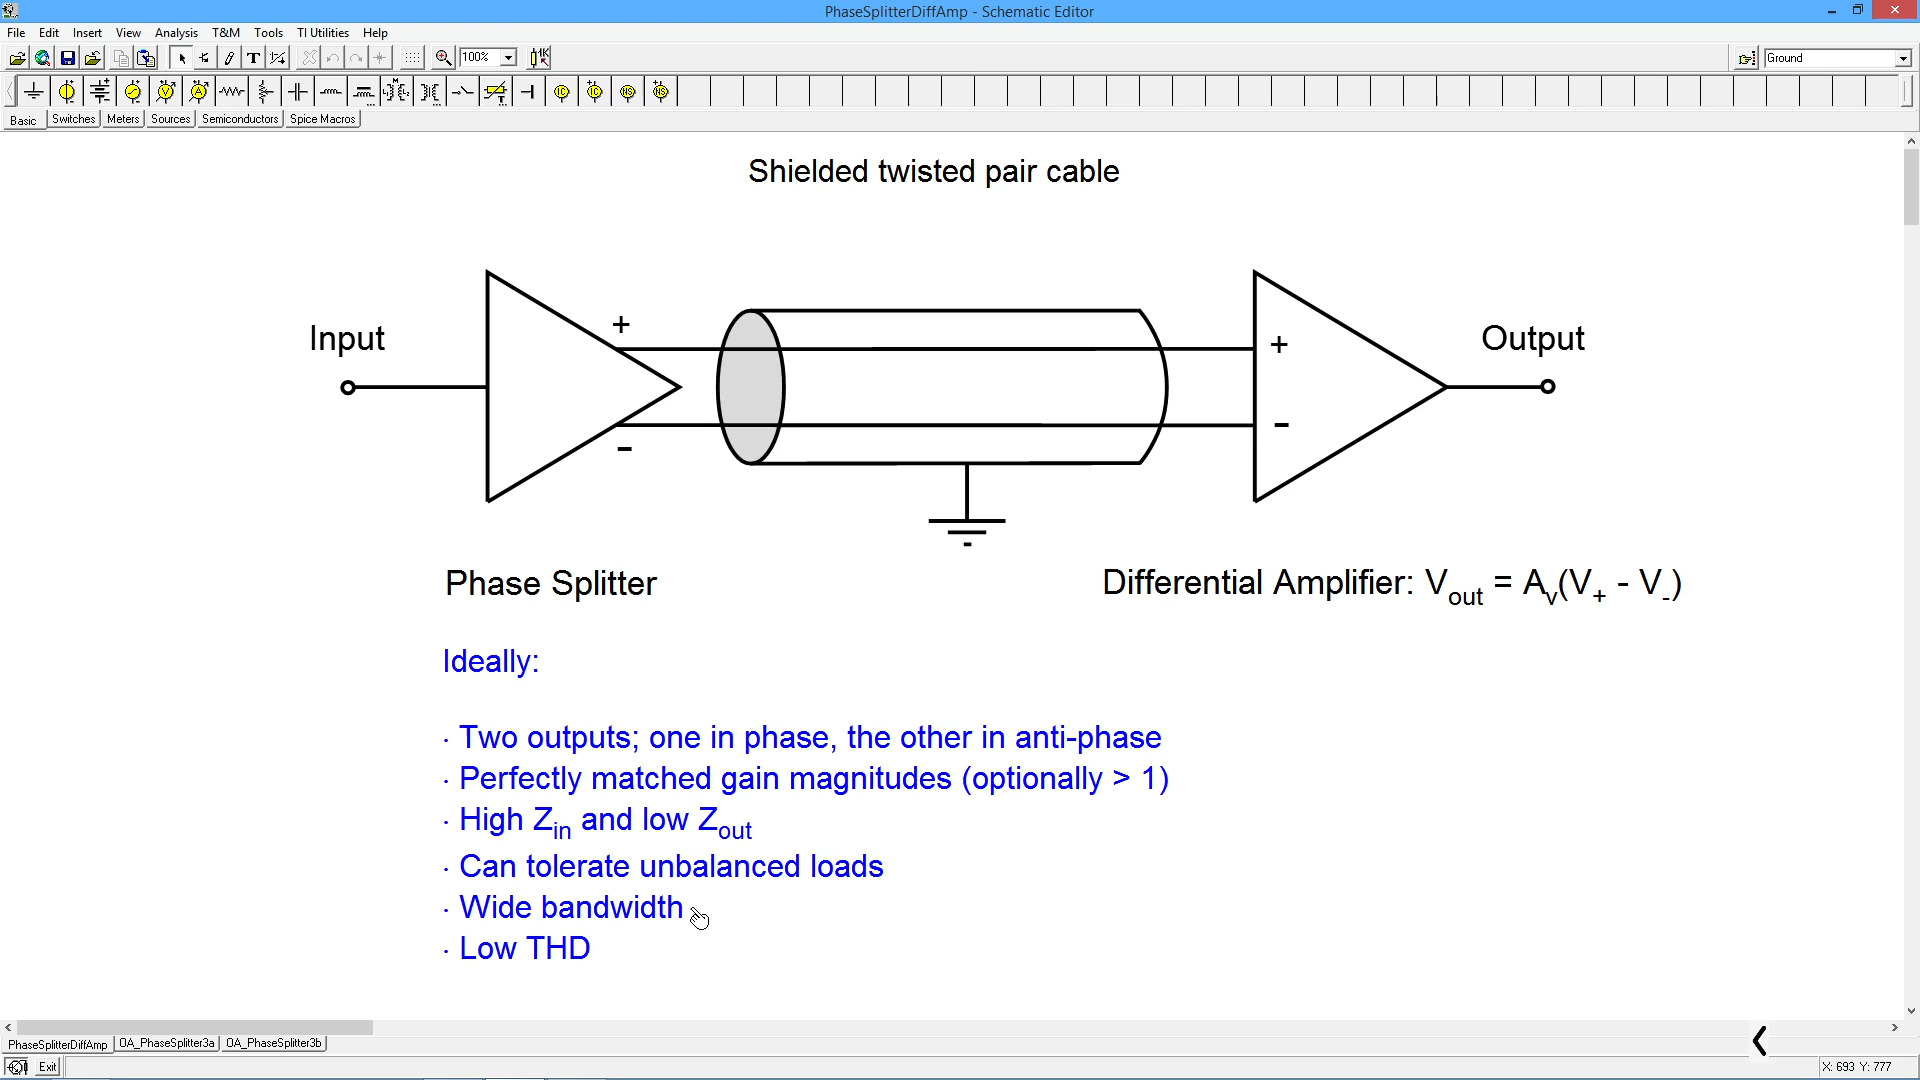 PhaseSplitterDiffAmp - Schematic Editor
File Edit Insert View Analysis T&M Tools TI Utilities Help
100% 1K Ground
Basic Switches Meters Sources Semiconductors Spice Macros
Shielded twisted pair cable
Input
+
-
+
-
Output
Phase Splitter
Differential Amplifier: Vout = Av(V+ - V-)
Ideally:
· Two outputs; one in phase, the other in anti-phase
· Perfectly matched gain magnitudes (optionally > 1)
· High Zin and low Zout
· Can tolerate unbalanced loads
· Wide bandwidth
· Low THD
PhaseSplitterDiffAmp OA_PhaseSplitter3a OA_PhaseSplitter3b
Exit
X: 693 Y: 777